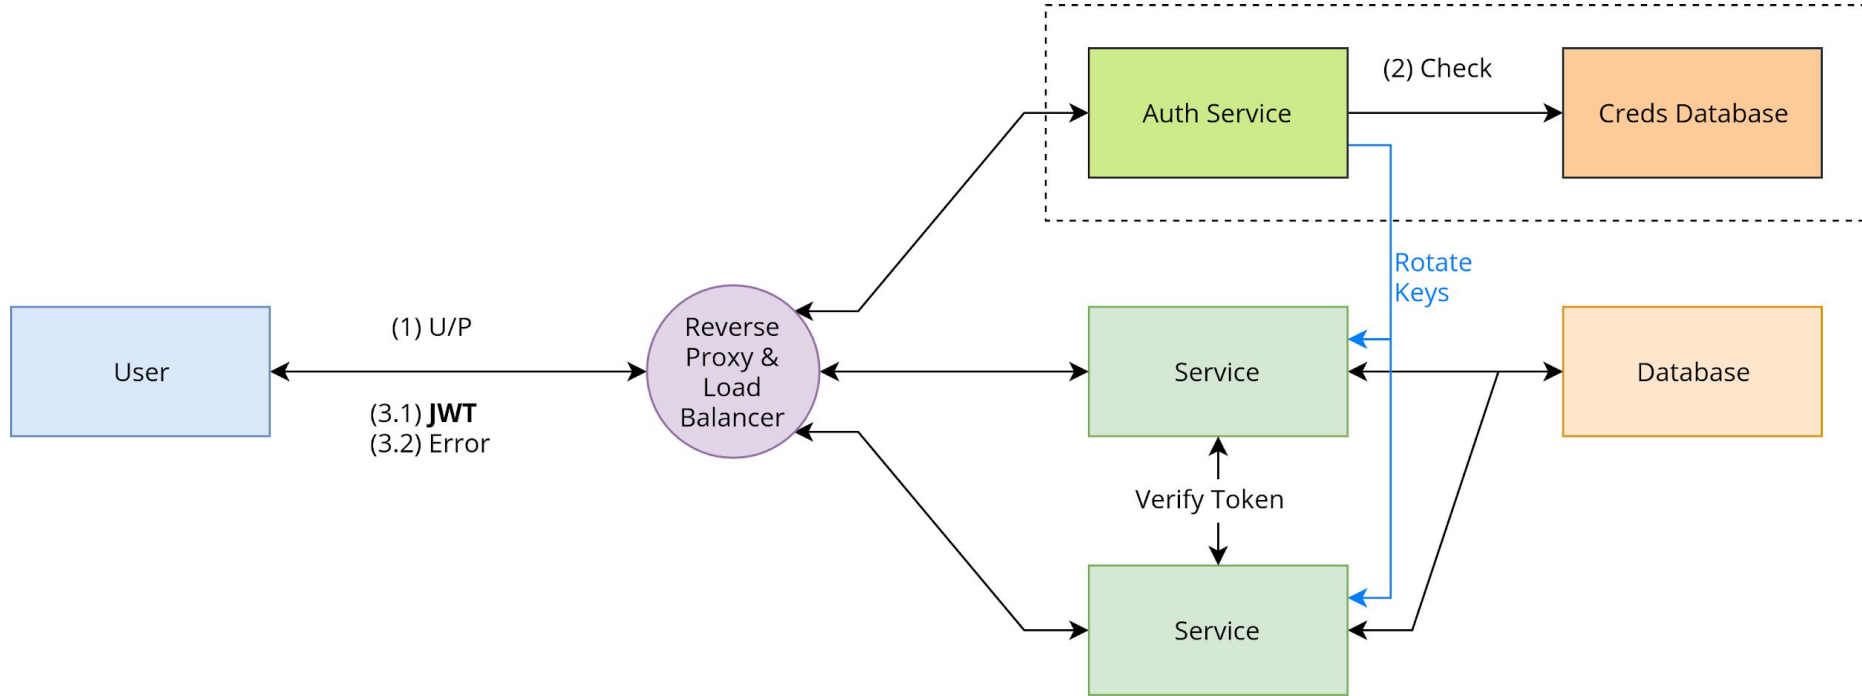 (2) Check
Auth Service
Creds Database
Rotate
Keys
(1) U/P
User
(3.1) JWT
(3.2) Error
Reverse
Proxy &
Load
Balancer
Service
Database
Verify Token
Service